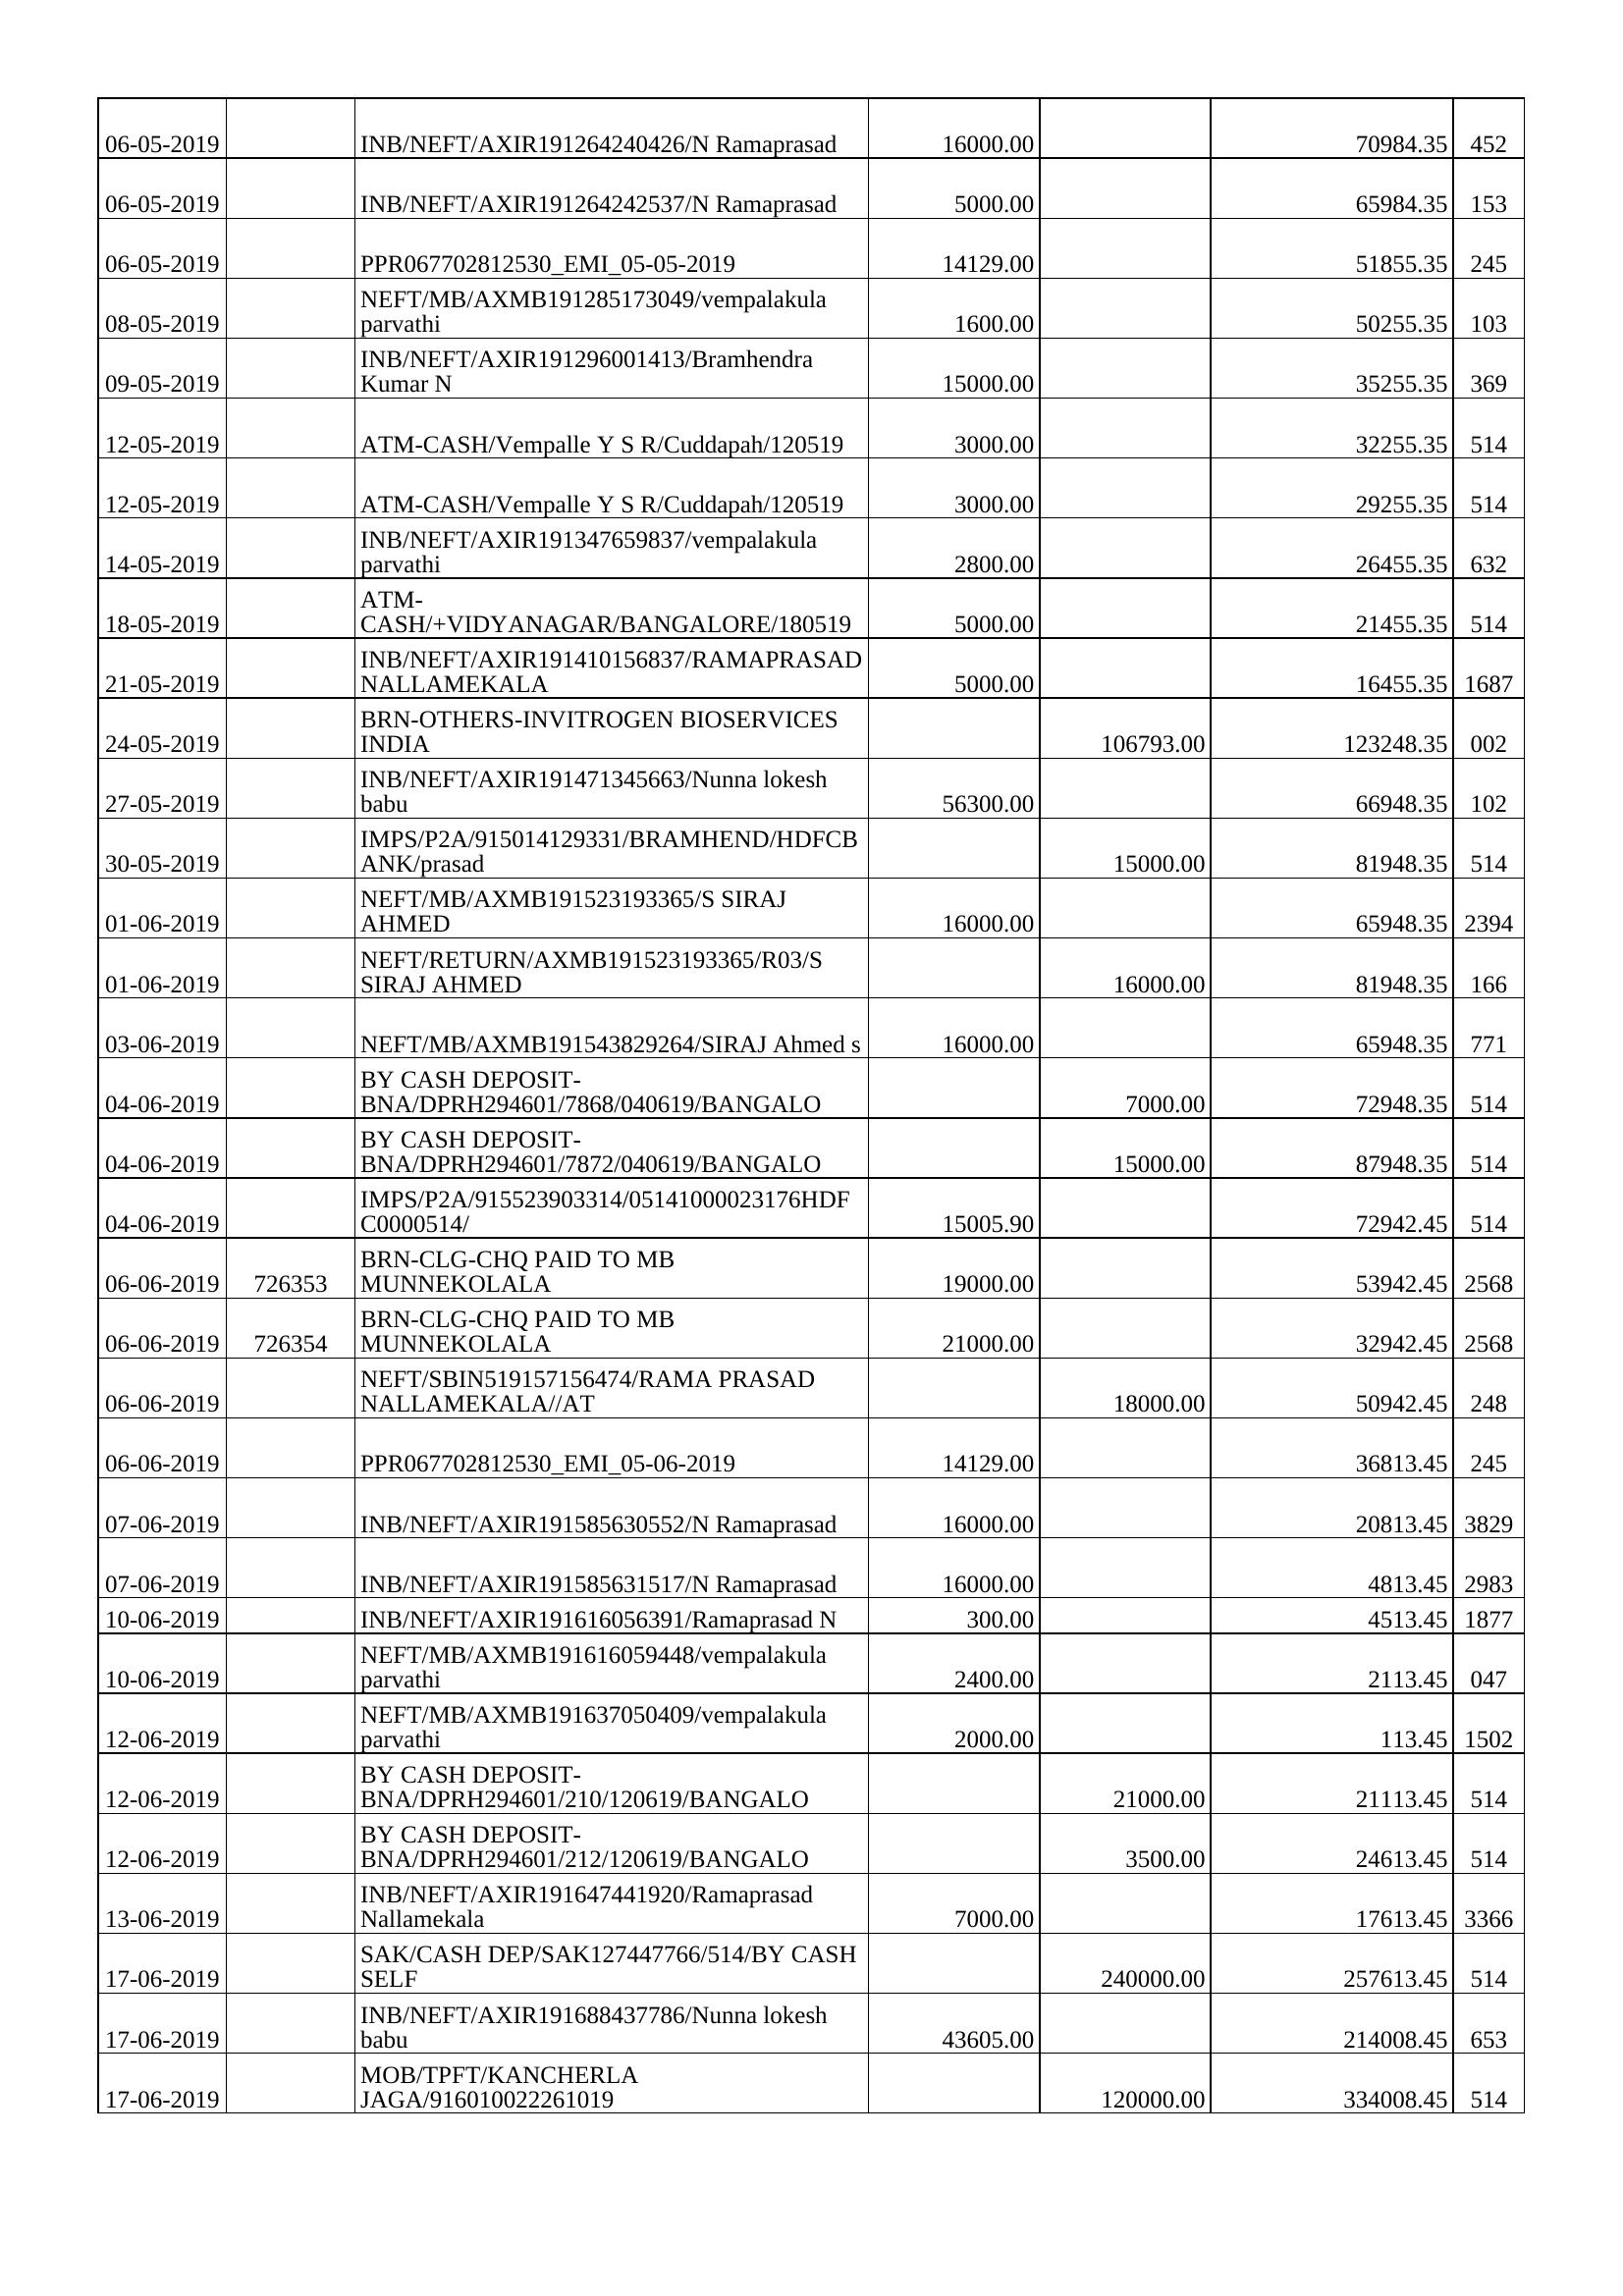 06-05-2019 INB/NEFT/AXIR191264240426/N Ramaprasad 16000.00 70984.35 452
06-05-2019 INB/NEFT/AXIR191264242537/N Ramaprasad 5000.00 65984.35 153
06-05-2019 PPR067702812530_EMI_05-05-2019 14129.00 51855.35 245
NEFT/MB/AXMB191285173049/vempalakula
08-05-2019 parvathi 1600.00 50255.35 103
INB/NEFT/AXIR191296001413/Bramhendra
09-05-2019 Kumar N 15000.00 35255.35 369
12-05-2019 ATM-CASH/Vempalle Y S R/Cuddapah/120519 3000.00 32255.35 514
12-05-2019 ATM-CASH/Vempalle Y S R/Cuddapah/120519 3000.00 29255.35 514
INB/NEFT/AXIR191347659837/vempalakula
14-05-2019 parvathi 2800.00 26455.35 632
ATM-
18-05-2019 CASH/+VIDYANAGAR/BANGALORE/180519 5000.00 21455.35 514
INB/NEFT/AXIR191410156837/RAMAPRASAD
21-05-2019 NALLAMEKALA 5000.00 16455.35 1687
BRN-OTHERS-INVITROGEN BIOSERVICES
24-05-2019 INDIA 106793.00 123248.35 002
INB/NEFT/AXIR191471345663/Nunna lokesh
27-05-2019 babu 56300.00 66948.35 102
IMPS/P2A/915014129331/BRAMHEND/HDFCB
30-05-2019 ANK/prasad 15000.00 81948.35 514
NEFT/MB/AXMB191523193365/S SIRAJ
01-06-2019 AHMED 16000.00 65948.35 2394
NEFT/RETURN/AXMB191523193365/R03/S
01-06-2019 SIRAJ AHMED 16000.00 81948.35 166
03-06-2019 NEFT/MB/AXMB191543829264/SIRAJ Ahmed s 16000.00 65948.35 771
BY CASH DEPOSIT-
04-06-2019 BNA/DPRH294601/7868/040619/BANGALO 7000.00 72948.35 514
BY CASH DEPOSIT-
04-06-2019 BNA/DPRH294601/7872/040619/BANGALO 15000.00 87948.35 514
IMPS/P2A/915523903314/05141000023176HDF
04-06-2019 C0000514/ 15005.90 72942.45 514
BRN-CLG-CHQ PAID TO MB
06-06-2019 726353 MUNNEKOLALA 19000.00 53942.45 2568
BRN-CLG-CHQ PAID TO MB
06-06-2019 726354 MUNNEKOLALA 21000.00 32942.45 2568
NEFT/SBIN519157156474/RAMA PRASAD
06-06-2019 NALLAMEKALA//AT 18000.00 50942.45 248
06-06-2019 PPR067702812530_EMI_05-06-2019 14129.00 36813.45 245
07-06-2019 INB/NEFT/AXIR191585630552/N Ramaprasad 16000.00 20813.45 3829
07-06-2019 INB/NEFT/AXIR191585631517/N Ramaprasad 16000.00 4813.45 2983
10-06-2019 INB/NEFT/AXIR191616056391/Ramaprasad N 300.00 4513.45 1877
NEFT/MB/AXMB191616059448/vempalakula
10-06-2019 parvathi 2400.00 2113.45 047
NEFT/MB/AXMB191637050409/vempalakula
12-06-2019 parvathi 2000.00 113.45 1502
BY CASH DEPOSIT-
12-06-2019 BNA/DPRH294601/210/120619/BANGALO 21000.00 21113.45 514
BY CASH DEPOSIT-
12-06-2019 BNA/DPRH294601/212/120619/BANGALO 3500.00 24613.45 514
INB/NEFT/AXIR191647441920/Ramaprasad
13-06-2019 Nallamekala 7000.00 17613.45 3366
SAK/CASH DEP/SAK127447766/514/BY CASH
17-06-2019 SELF 240000.00 257613.45 514
INB/NEFT/AXIR191688437786/Nunna lokesh
17-06-2019 babu 43605.00 214008.45 653
MOB/TPFT/KANCHERLA
17-06-2019 JAGA/916010022261019 120000.00 334008.45 514